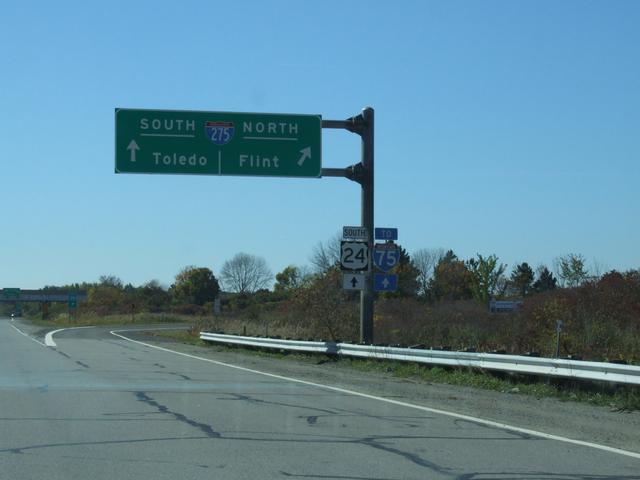 SOUTH 275 NORTH
Toledo Flint
SOUTH TO
24 75